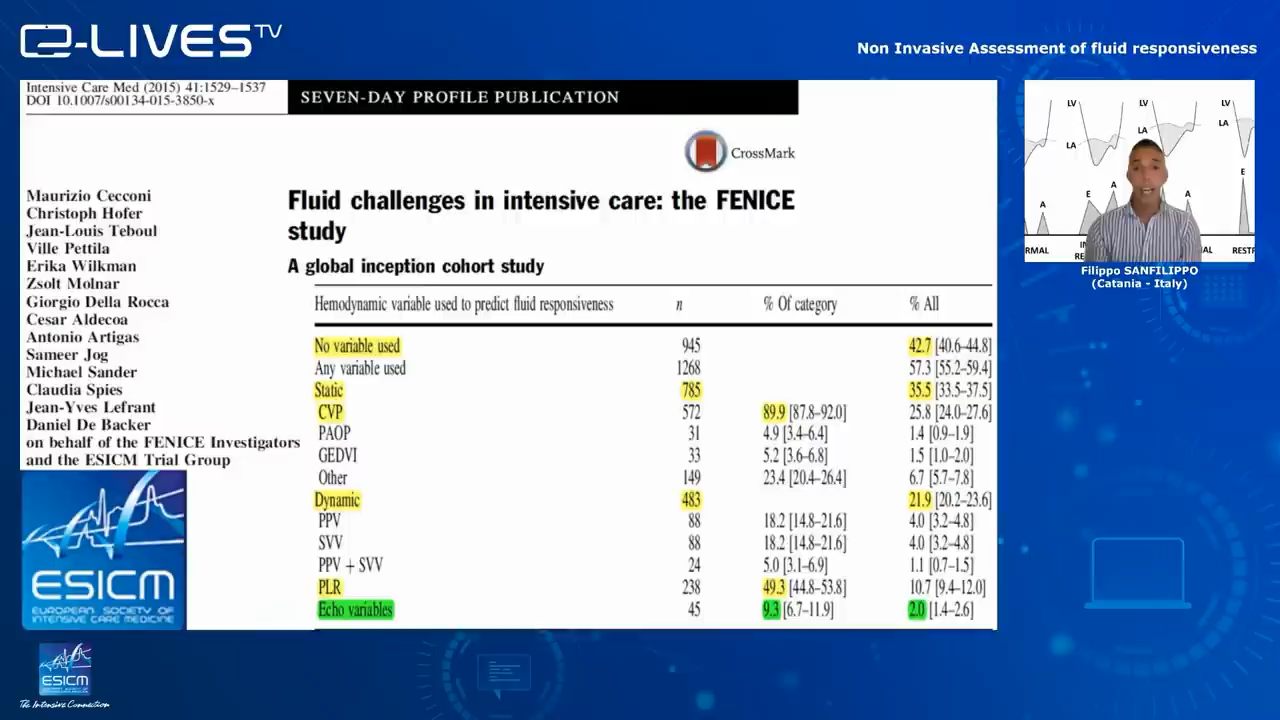 e-LIVES TV
Non Invasive Assessment of fluid responsiveness
Intensive Care Med (2015) 41:1529–1537
DOI 10.1007/s00134-015-3850-x
SEVEN-DAY PROFILE PUBLICATION
CrossMark
Maurizio Cecconi
Christoph Hofer
Jean-Louis Teboul
Ville Pettila
Erika Wilkman
Zsolt Molnar
Giorgio Della Rocca
Cesar Aldecoa
Antonio Artigas
Sameer Jog
Michael Sander
Claudia Spies
Jean-Yves Lefrant
Daniel De Backer
on behalf of the FENICE Investigators
and the ESICM Trial Group
Fluid challenges in intensive care: the FENICE
study
A global inception cohort study
Hemodynamic variable used to predict fluid responsiveness n % Of category % All
No variable used 945 42.7 [40.6–44.8]
Any variable used 1268 57.3 [55.2–59.4]
Static 785 35.5 [33.5–37.5]
CVP 572 89.9 [87.8–92.0] 25.8 [24.0–27.6]
PAOP 31 4.9 [3.4–6.4] 1.4 [0.9–1.9]
GEDVI 33 5.2 [3.6–6.8] 1.5 [1.0–2.0]
Other 149 23.4 [20.4–26.4] 6.7 [5.7–7.8]
Dynamic 483 21.9 [20.2–23.6]
PPV 88 18.2 [14.8–21.6] 4.0 [3.2–4.8]
SVV 88 18.2 [14.8–21.6] 4.0 [3.2–4.8]
PPV + SVV 24 5.0 [3.1–6.9] 1.1 [0.7–1.5]
PLR 238 49.3 [44.8–53.8] 10.7 [9.4–12.0]
Echo variables 45 9.3 [6.7–11.9] 2.0 [1.4–2.6]
ESICM
EUROPEAN SOCIETY OF
INTENSIVE CARE MEDICINE
ESICM
The Intensive Connection
LV LV LV
LA LA LA
E A A E
A
RMAL IN AL RESTR
RE
Filippo SANFILIPPO
(Catania - Italy)